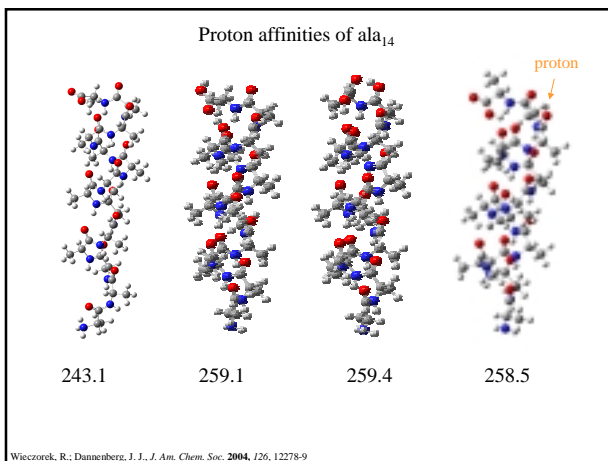 Proton affinities of ala₁₄
proton
243.1 259.1 259.4 258.5
Wieczorek, R.; Dannenberg, J. J., J. Am. Chem. Soc. 2004, 126, 12278-9